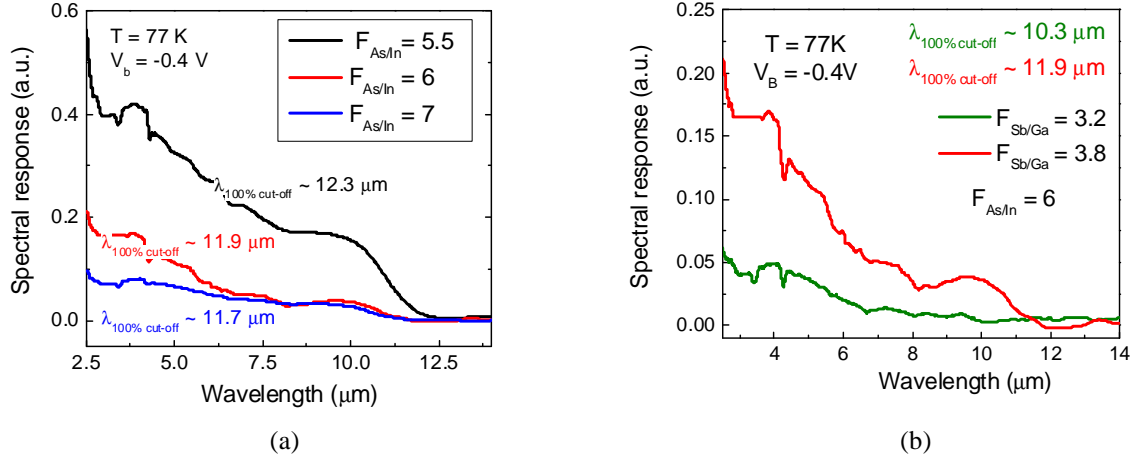 0.6
0.4
0.2
0.0
Spectral response (a.u.)
T = 77 K
V_b = -0.4 V
F_As/In = 5.5
F_As/In = 6
F_As/In = 7
λ_100% cut-off ~ 12.3 μm
λ_100% cut-off ~ 11.9 μm
λ_100% cut-off ~ 11.7 μm
2.5 5.0 7.5 10.0 12.5
Wavelength (μm)
(a)
0.25
0.20
0.15
0.10
0.05
0.00
Spectral response (a.u.)
T = 77K
V_B = -0.4V
λ_100% cut-off ~ 10.3 μm
λ_100% cut-off ~ 11.9 μm
F_Sb/Ga = 3.2
F_Sb/Ga = 3.8
F_As/In = 6
4 6 8 10 12 14
Wavelength (μm)
(b)